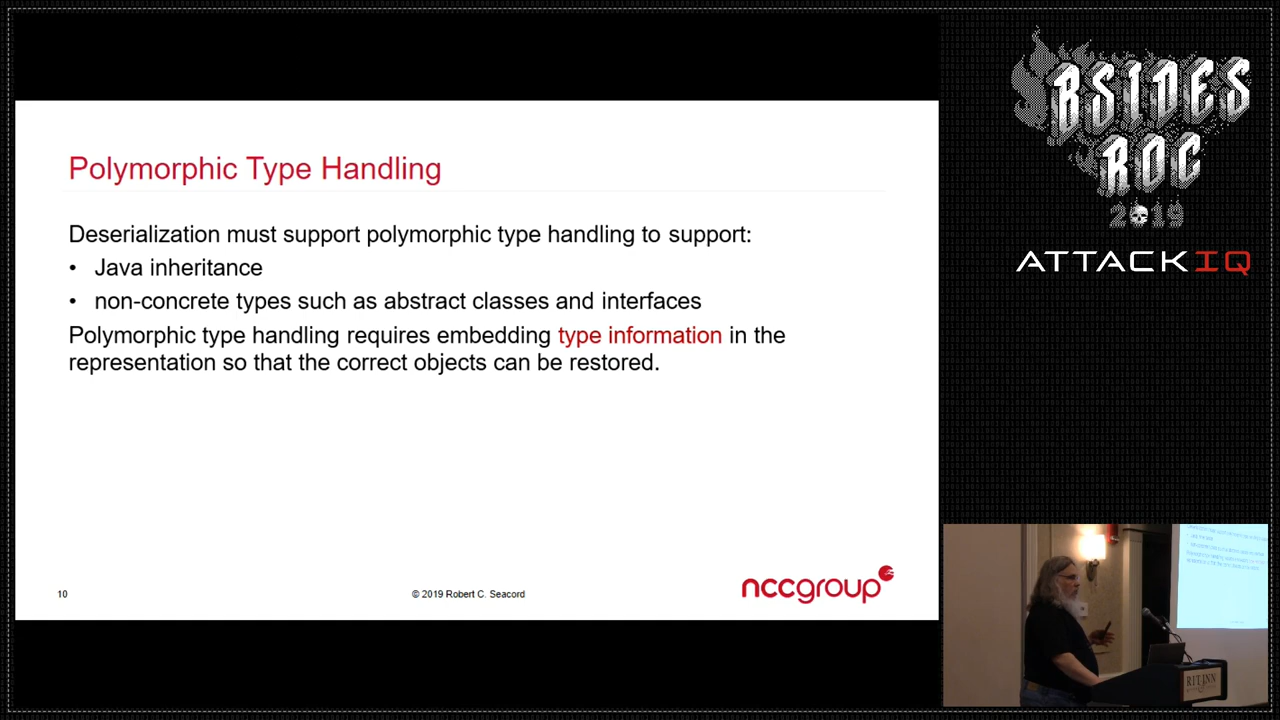 BSIDES
ROC
2019
ATTACKIQ
Polymorphic Type Handling
Deserialization must support polymorphic type handling to support:
• Java inheritance
• non-concrete types such as abstract classes and interfaces
Polymorphic type handling requires embedding type information in the
representation so that the correct objects can be restored.
10
© 2019 Robert C. Seacord
nccgroup
RIT INN